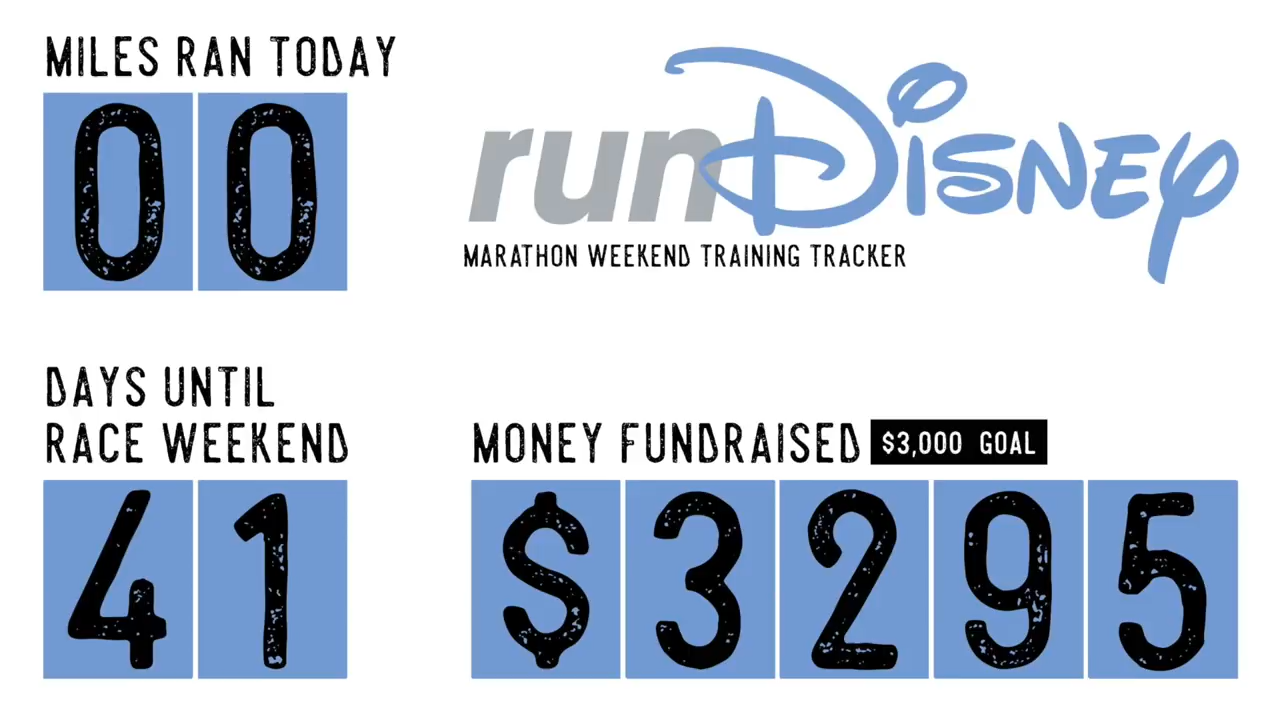 MILES RAN TODAY
00
runDisney
MARATHON WEEKEND TRAINING TRACKER
DAYS UNTIL
RACE WEEKEND
41
MONEY FUNDRAISED $3,000 GOAL
$3295